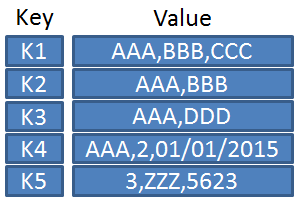 Key Value
K1 AAA,BBB,CCC
K2 AAA,BBB
K3 AAA,DDD
K4 AAA,2,01/01/2015
K5 3,ZZZ,5623